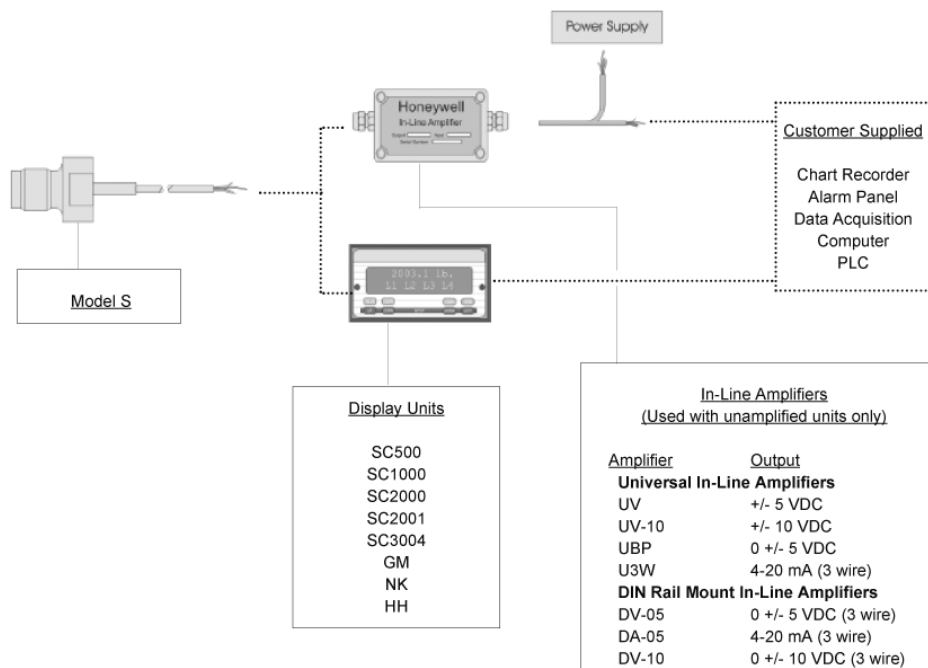 Power Supply
Honeywell
In-Line Amplifier
Output Input
Serial Number
Customer Supplied
Chart Recorder
Alarm Panel
Data Acquisition
Computer
PLC
2003.1 lb.
L1 L2 L3 L4
Model S
Display Units
SC500
SC1000
SC2000
SC2001
SC3004
GM
NK
HH
In-Line Amplifiers
(Used with unamplified units only)
Amplifier Output
Universal In-Line Amplifiers
UV +/- 5 VDC
UV-10 +/- 10 VDC
UBP 0 +/- 5 VDC
U3W 4-20 mA (3 wire)
DIN Rail Mount In-Line Amplifiers
DV-05 0 +/- 5 VDC (3 wire)
DA-05 4-20 mA (3 wire)
DV-10 0 +/- 10 VDC (3 wire)